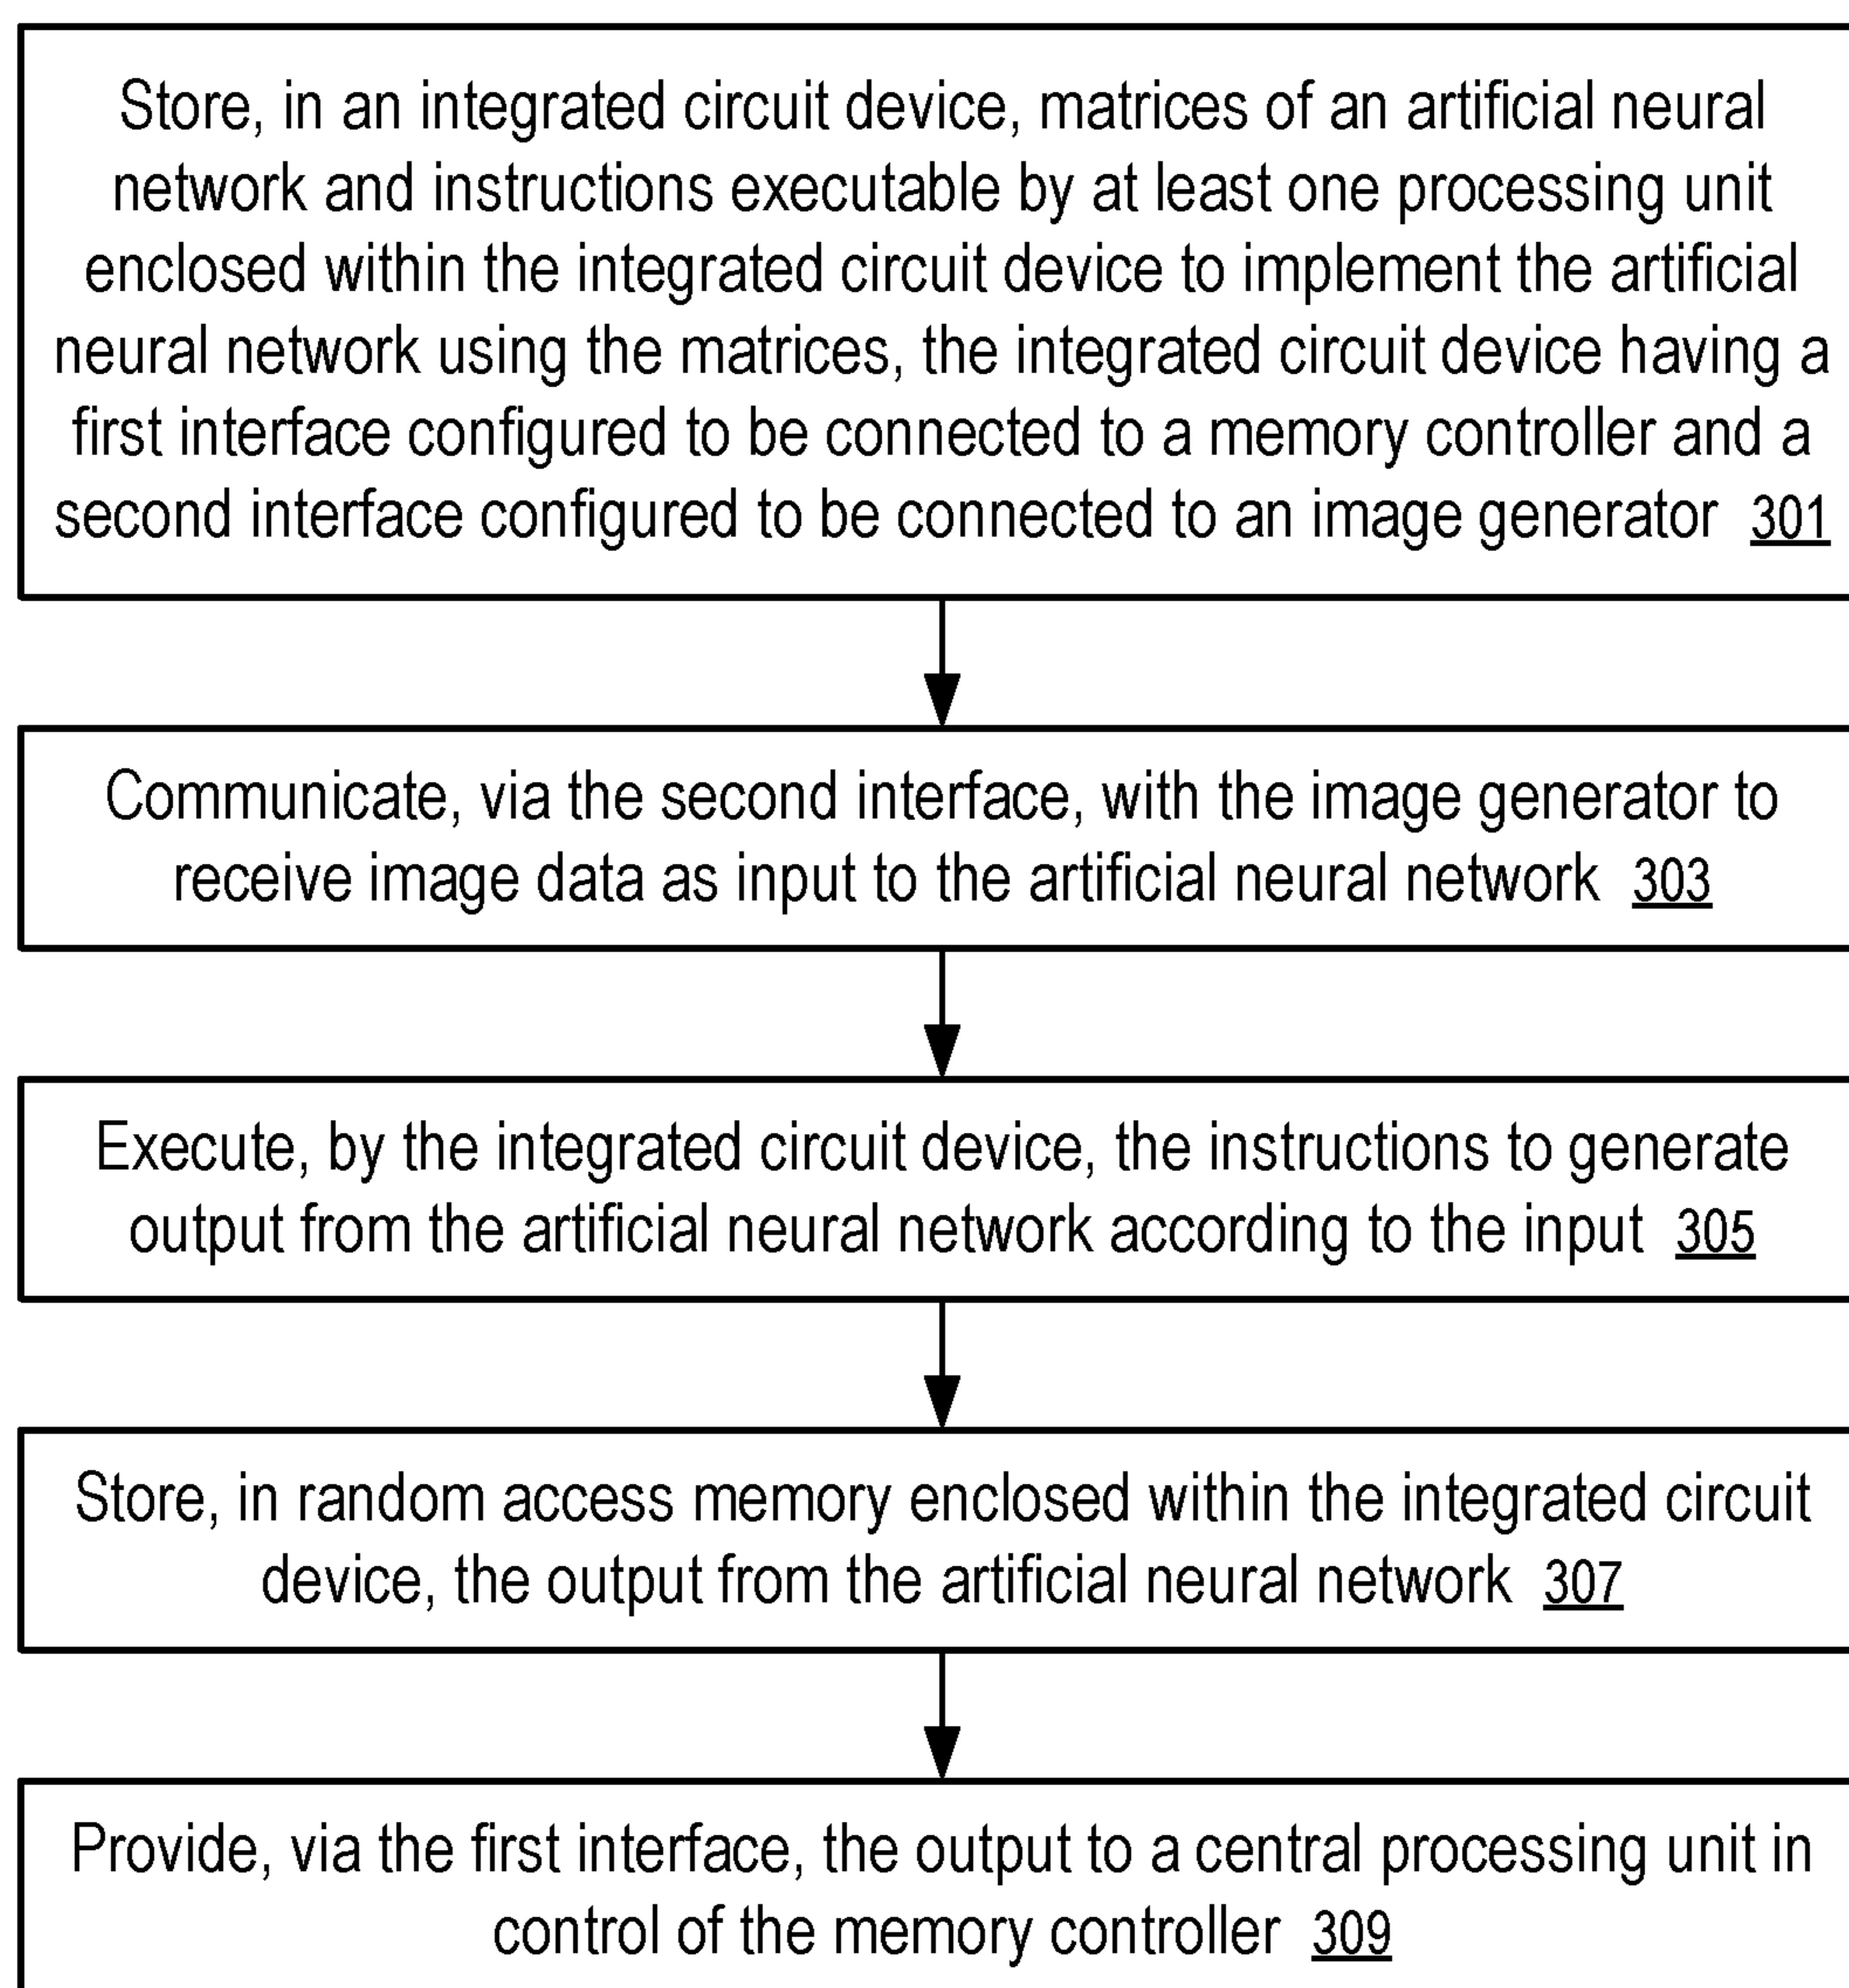 Store, in an integrated circuit device, matrices of an artificial neural
network and instructions executable by at least one processing unit
enclosed within the integrated circuit device to implement the artificial
neural network using the matrices, the integrated circuit device having a
first interface configured to be connected to a memory controller and a
second interface configured to be connected to an image generator 301
Communicate, via the second interface, with the image generator to
receive image data as input to the artificial neural network 303
Execute, by the integrated circuit device, the instructions to generate
output from the artificial neural network according to the input 305
Store, in random access memory enclosed within the integrated circuit
device, the output from the artificial neural network 307
Provide, via the first interface, the output to a central processing unit in
control of the memory controller 309